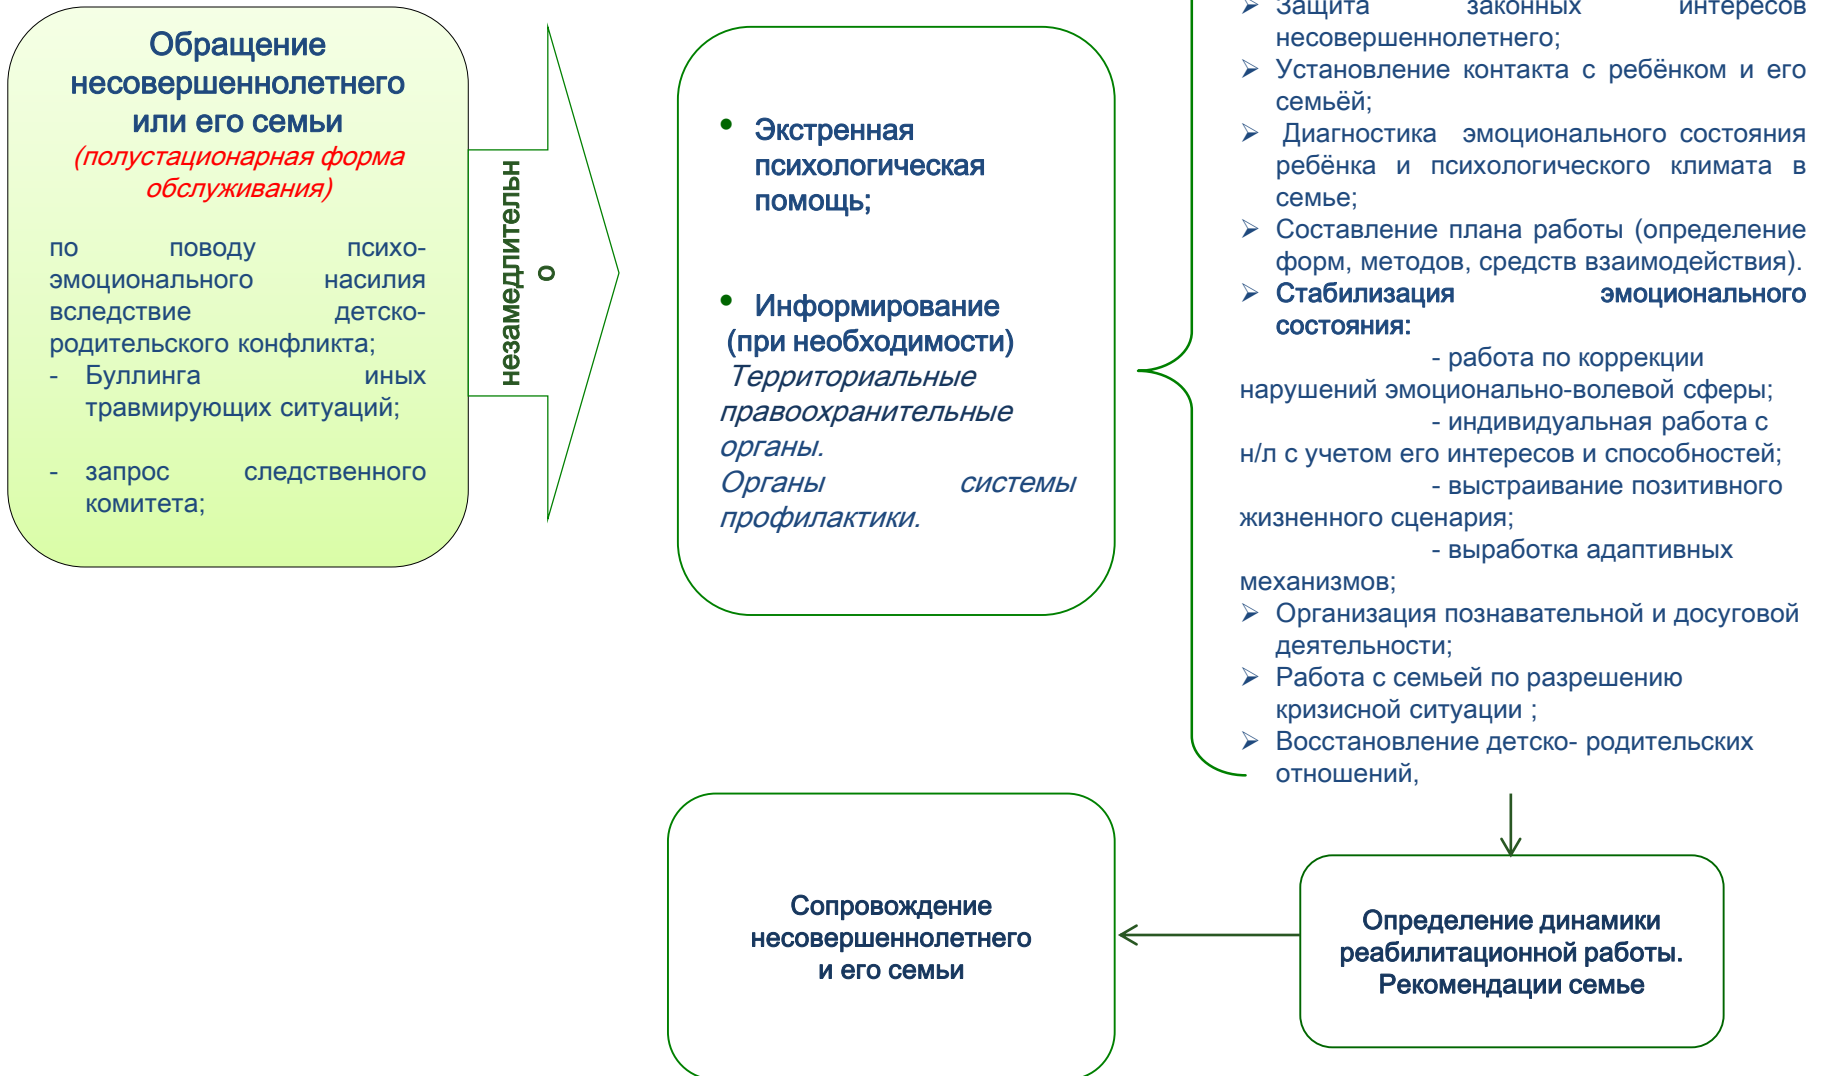 Обращение
несовершеннолетнего
или его семьи
(полустационарная форма
обслуживания)
по поводу психо-
эмоционального насилия
вследствие детско-
родительского конфликта;
- Буллинга иных
травмирующих ситуаций;
- запрос следственного
комитета;
незамедлительн
о
• Экстренная
психологическая
помощь;
• Информирование
(при необходимости)
Территориальные
правоохранительные
органы.
Органы системы
профилактики.
➢ Защита законных интересов
несовершеннолетнего;
➢ Установление контакта с ребёнком и его
семьёй;
➢ Диагностика эмоционального состояния
ребёнка и психологического климата в
семье;
➢ Составление плана работы (определение
форм, методов, средств взаимодействия).
➢ Стабилизация эмоционального
состояния:
- работа по коррекции
нарушений эмоционально-волевой сферы;
- индивидуальная работа с
н/л с учетом его интересов и способностей;
- выстраивание позитивного
жизненного сценария;
- выработка адаптивных
механизмов;
➢ Организация познавательной и досуговой
деятельности;
➢ Работа с семьей по разрешению
кризисной ситуации ;
➢ Восстановление детско- родительских
отношений,
Определение динамики
реабилитационной работы.
Рекомендации семье
Сопровождение
несовершеннолетнего
и его семьи